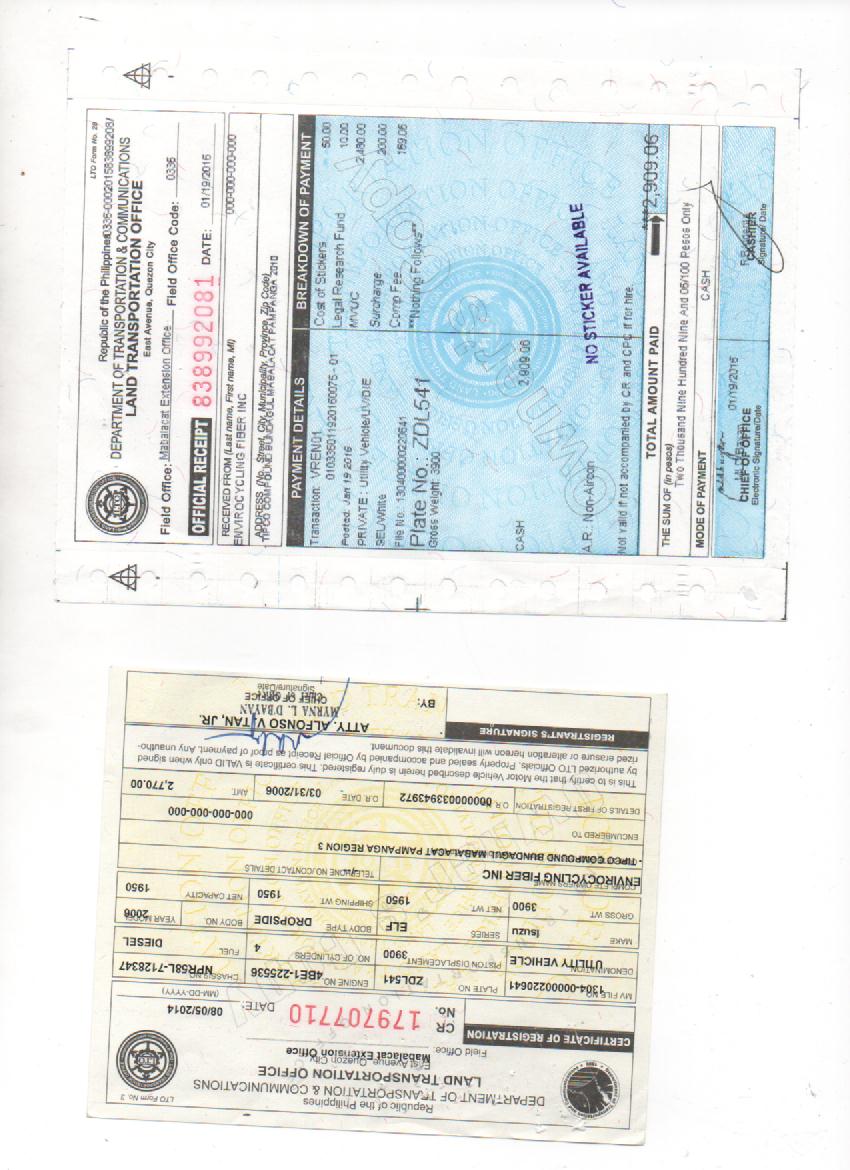 LTO Form No. 28
Republic of the Philippines 0336-000201583899208/
DEPARTMENT OF TRANSPORTATION & COMMUNICATIONS
LAND TRANSPORTATION OFFICE
East Avenue, Quezon City
Field Office: Mabalacat Extension Office Field Office Code: 0336
OFFICIAL RECEIPT 838992081 DATE: 01/19/2016
RECEIVED FROM (Last name, First name, MI)
ENVIROCYCLING FIBER INC 000-000-000-000
ADDRESS (No., Street, City, Municipality, Province, Zip Code)
TIPCO COMPOUND BUNDAGUL MABALACAT PAMPANGA 2010
PAYMENT DETAILS BREAKDOWN OF PAYMENT
Transaction: VREN01
Cost of Stickers 50.00
Legal Research Fund 10.00
Posted: Jan 19 2016
MVUC 2,480.00
PRIVATE : Utility Vehicle/UV/DIE
Surcharge 200.00
Comp Fee 169.06
**Nothing Follows**
File No. 130400000220641
Plate No.: ZDL541
Gross Weight: 3900
CASH 2,909.06
NO STICKER AVAILABLE
A.R.: Non-Aircon
Not valid if not accompanied by CR and CPC if for hire.
TOTAL AMOUNT PAID ***2,909.06
THE SUM OF (in pesos)
Two Thousand Nine Hundred Nine And 06/100 Pesos Only
MODE OF PAYMENT CASH
01/19/2016
CHIEF OF OFFICE
Electronic Signature/Date
CASHIER
Signature/Date
LTO Form No. 3
Republic of the Philippines
DEPARTMENT OF TRANSPORTATION & COMMUNICATIONS
LAND TRANSPORTATION OFFICE
East Avenue, Quezon City
Field Office: Mabalacat Extension Office
CERTIFICATE OF REGISTRATION
CR No. 179707710 DATE: 08/05/2014
(MM-DD-YYYY)
MV FILE NO PLATE NO ENGINE NO. CHASSIS NO.
1304-00000220641 ZDL541 4BE1-225536 NPR58L-7128347
DENOMINATION PISTON DISPLACEMENT NO. OF CYLINDERS FUEL
UTILITY VEHICLE 3900 4 DIESEL
MAKE SERIES BODY TYPE BODY NO. YEAR MODEL
Isuzu ELF DROPSIDE 2006
GROSS WT. NET WT. SHIPPING WT. NET CAPACITY
3900 1950 1950 1950
COMPLETE OWNERS NAME TELEPHONE NO./CONTACT DETAILS
ENVIROCYCLING FIBER INC
- TIPCO COMPOUND BUNDAGUL MABALACAT PAMPANGA REGION 3
ENCUMBERED TO
000-000-000-000
DETAILS OF FIRST REGISTRATION O.R. NO. 0000000033943972 O.R. DATE 03/31/2006 AMT. 2,770.00
This is to certify that the Motor Vehicle described herein is fully registered. This certificate is VALID only when signed
by authorized LTO Officials, Properly sealed and accompanied by Official Receipt as proof of payment. Any unautho-
rized erasure or alteration hereon will invalidate this document.
REGISTRANT'S SIGNATURE
BY:
ATTY. ALFONSO V. TAN, JR.
MYRNA L. DBAYAN
CHIEF OF OFFICE
Signature/Date